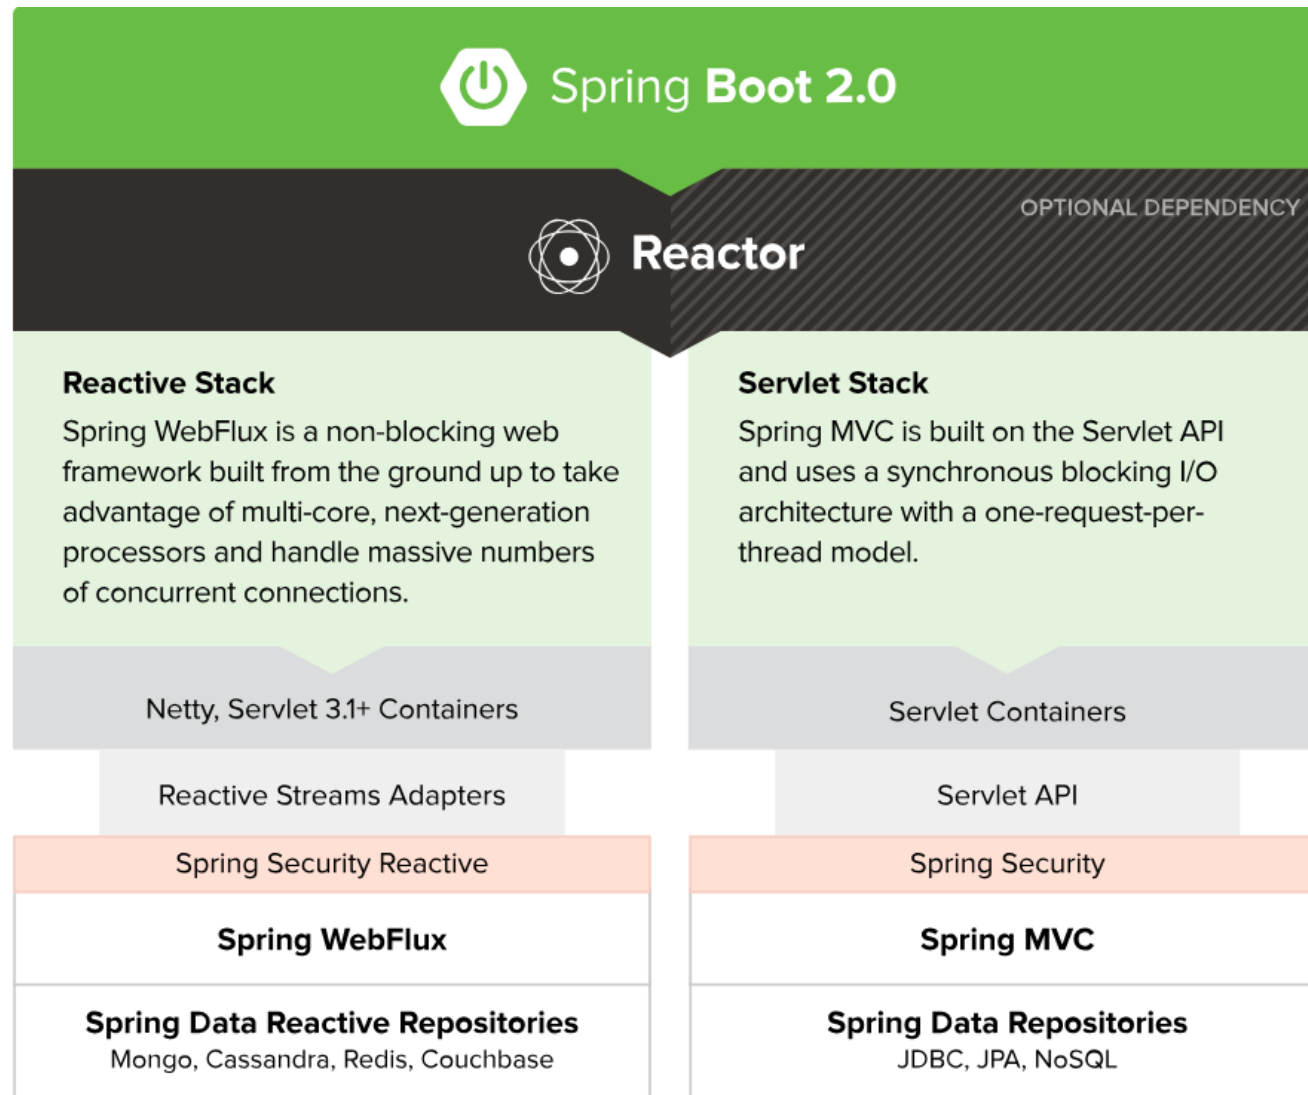 Spring Boot 2.0
OPTIONAL DEPENDENCY
Reactor
Reactive Stack
Spring WebFlux is a non-blocking web
framework built from the ground up to take
advantage of multi-core, next-generation
processors and handle massive numbers
of concurrent connections.
Netty, Servlet 3.1+ Containers
Reactive Streams Adapters
Spring Security Reactive
Spring WebFlux
Spring Data Reactive Repositories
Mongo, Cassandra, Redis, Couchbase
Servlet Stack
Spring MVC is built on the Servlet API
and uses a synchronous blocking I/O
architecture with a one-request-per-
thread model.
Servlet Containers
Servlet API
Spring Security
Spring MVC
Spring Data Repositories
JDBC, JPA, NoSQL